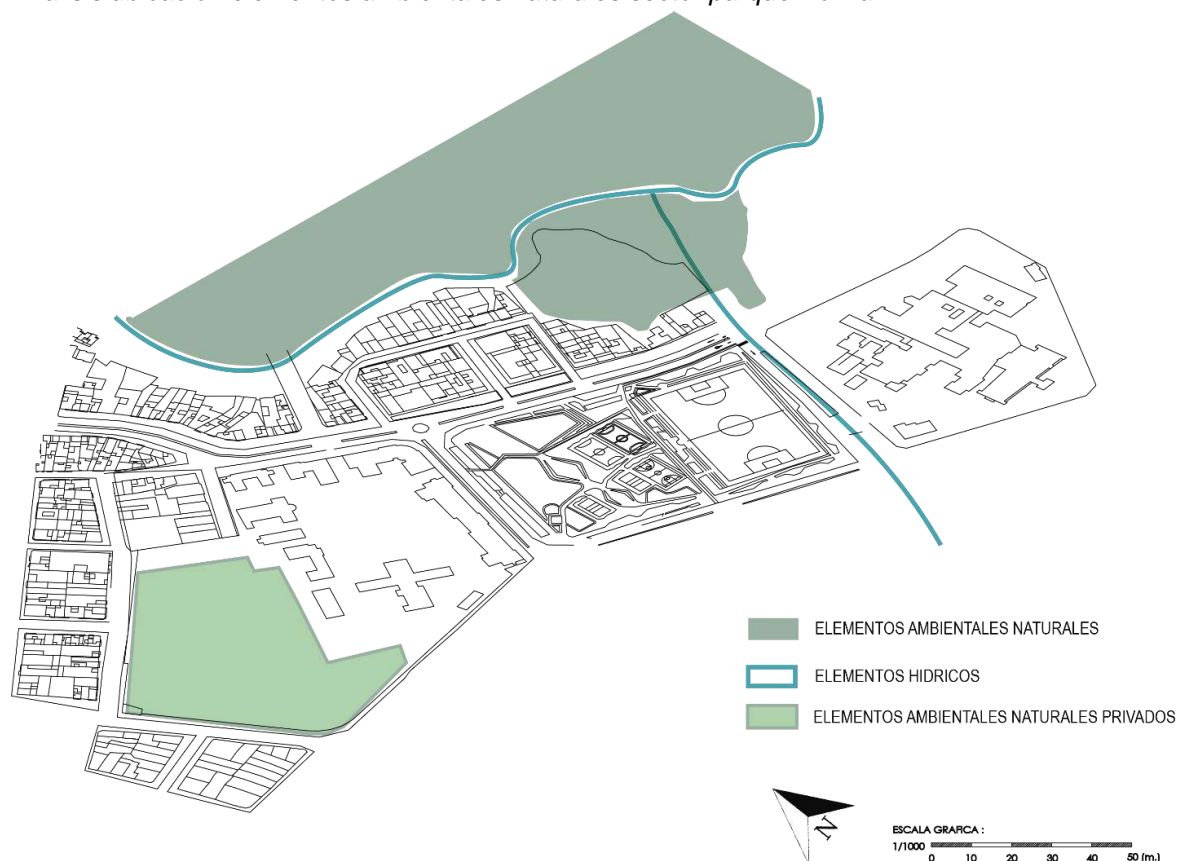 ELEMENTOS AMBIENTALES NATURALES
ELEMENTOS HIDRICOS
ELEMENTOS AMBIENTALES NATURALES PRIVADOS
N
ESCALA GRAFICA :
1/1000
0 10 20 30 40 50 (m.)